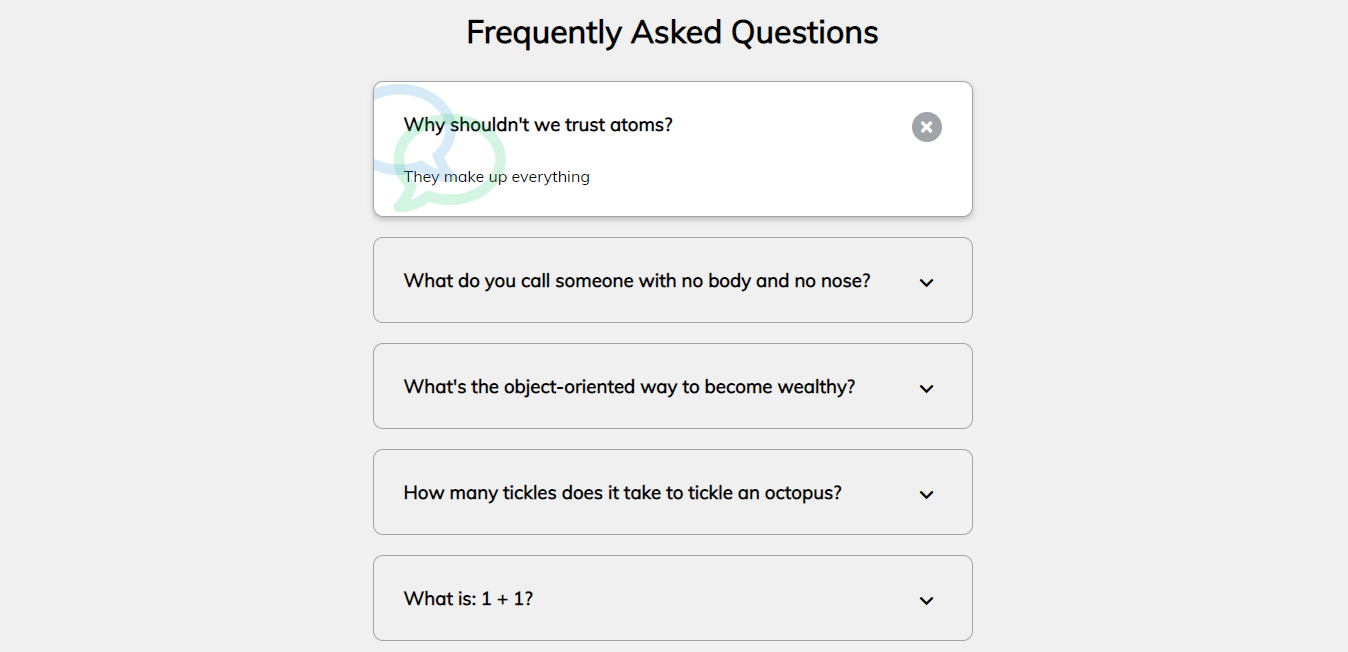 Frequently Asked Questions
Why shouldn't we trust atoms?
They make up everything
What do you call someone with no body and no nose?
What's the object-oriented way to become wealthy?
How many tickles does it take to tickle an octopus?
What is: 1 + 1?